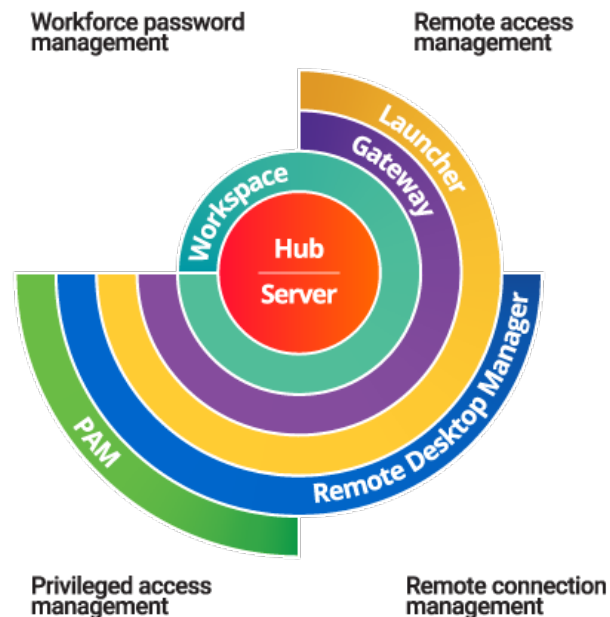 Workforce password
management
Remote access
management
Launcher
Gateway
Workspace
Hub
Server
Remote Desktop Manager
PAM
Privileged access
management
Remote connection
management